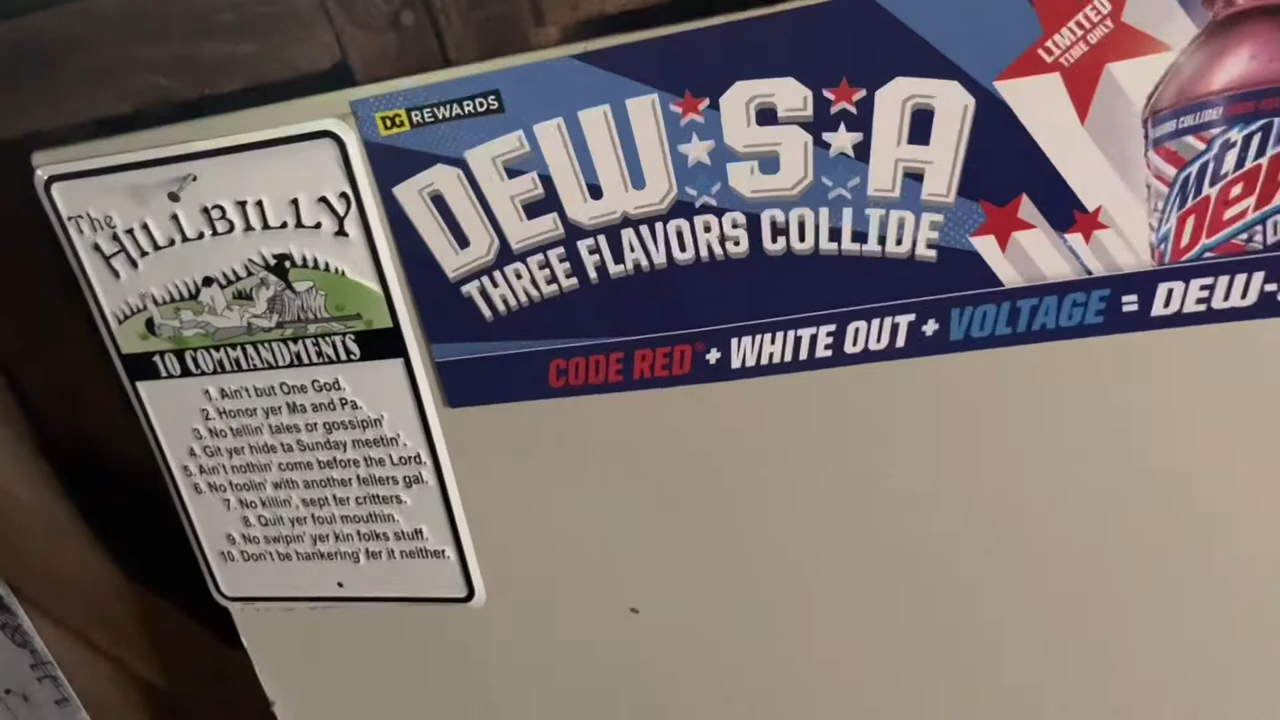 The
HILLBILLY
10 COMMANDMENTS
1. Ain't but One God.
2. Honor yer Ma and Pa.
3. No tellin' tales or gossipin'
4. Git yer hide ta Sunday meetin'.
5. Ain't nothin' come before the Lord.
6. No foolin' with another fellers gal.
7. No killin', sept fer critters.
8. Quit yer foul mouthin.
9. No swipin' yer kin folks stuff.
10. Don't be hankering' fer it neither.
DG REWARDS
DEW S A
THREE FLAVORS COLLIDE
CODE RED® + WHITE OUT + VOLTAGE = DEW-
LIMITED
TIME ONLY
COLLIDE!
Mtn
DEW